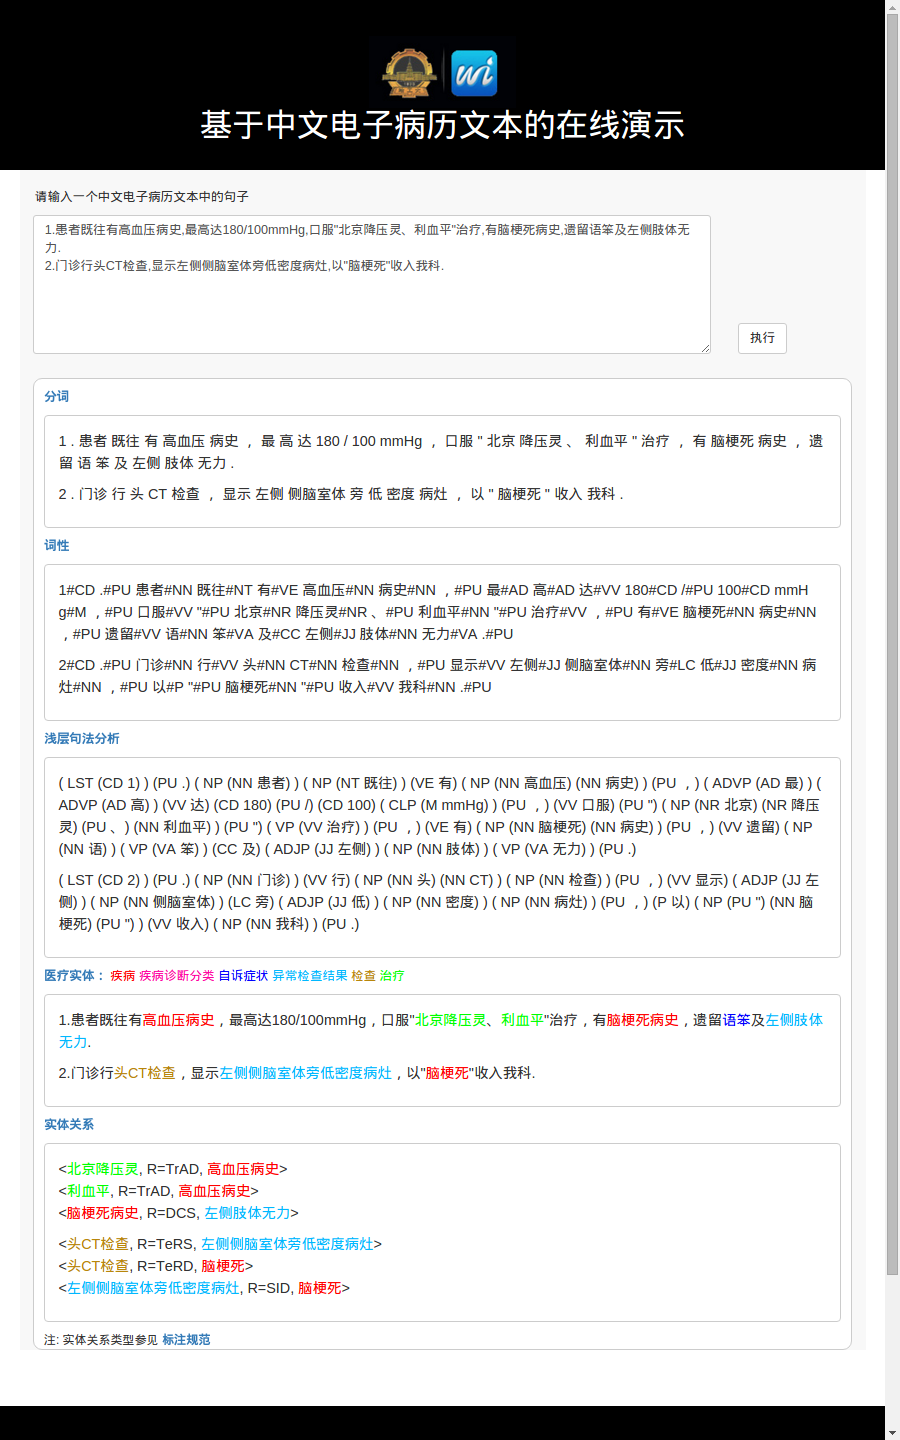 wi
基于中文电子病历文本的在线演示
请输入一个中文电子病历文本中的句子
1.患者既往有高血压病史,最高达180/100mmHg,口服"北京降压灵、利血平"治疗,有脑梗死病史,遗留语笨及左侧肢体无
力.
2.门诊行头CT检查,显示左侧侧脑室体旁低密度病灶,以"脑梗死"收入我科.
执行
分词
1 . 患者 既往 有 高血压 病史 ， 最 高 达 180 / 100 mmHg ， 口服 " 北京 降压灵 、 利血平 " 治疗 ， 有 脑梗死 病史 ， 遗
留 语 笨 及 左侧 肢体 无力 .
2 . 门诊 行 头 CT 检查 ， 显示 左侧 侧脑室体 旁 低 密度 病灶 ， 以 " 脑梗死 " 收入 我科 .
词性
1#CD .#PU 患者#NN 既往#NT 有#VE 高血压#NN 病史#NN ，#PU 最#AD 高#AD 达#VV 180#CD /#PU 100#CD mmH
g#M ，#PU 口服#VV "#PU 北京#NR 降压灵#NR 、#PU 利血平#NN "#PU 治疗#VV ，#PU 有#VE 脑梗死#NN 病史#NN
，#PU 遗留#VV 语#NN 笨#VA 及#CC 左侧#JJ 肢体#NN 无力#VA .#PU
2#CD .#PU 门诊#NN 行#VV 头#NN CT#NN 检查#NN ，#PU 显示#VV 左侧#JJ 侧脑室体#NN 旁#LC 低#JJ 密度#NN 病
灶#NN ，#PU 以#P "#PU 脑梗死#NN "#PU 收入#VV 我科#NN .#PU
浅层句法分析
( LST (CD 1) ) (PU .) ( NP (NN 患者) ) ( NP (NT 既往) ) (VE 有) ( NP (NN 高血压) (NN 病史) ) (PU ，) ( ADVP (AD 最) ) (
ADVP (AD 高) ) (VV 达) (CD 180) (PU /) (CD 100) ( CLP (M mmHg) ) (PU ，) (VV 口服) (PU ") ( NP (NR 北京) (NR 降压
灵) (PU 、) (NN 利血平) ) (PU ") ( VP (VV 治疗) ) (PU ，) (VE 有) ( NP (NN 脑梗死) (NN 病史) ) (PU ，) (VV 遗留) ( NP
(NN 语) ) ( VP (VA 笨) ) (CC 及) ( ADJP (JJ 左侧) ) ( NP (NN 肢体) ) ( VP (VA 无力) ) (PU .)
( LST (CD 2) ) (PU .) ( NP (NN 门诊) ) (VV 行) ( NP (NN 头) (NN CT) ) ( NP (NN 检查) ) (PU ，) (VV 显示) ( ADJP (JJ 左
侧) ) ( NP (NN 侧脑室体) ) (LC 旁) ( ADJP (JJ 低) ) ( NP (NN 密度) ) ( NP (NN 病灶) ) (PU ，) (P 以) ( NP (PU ") (NN 脑
梗死) (PU ") ) (VV 收入) ( NP (NN 我科) ) (PU .)
医疗实体： 疾病 疾病诊断分类 自诉症状 异常检查结果 检查 治疗
1.患者既往有高血压病史，最高达180/100mmHg，口服"北京降压灵、利血平"治疗，有脑梗死病史，遗留语笨及左侧肢体
无力.
2.门诊行头CT检查，显示左侧侧脑室体旁低密度病灶，以"脑梗死"收入我科.
实体关系
<北京降压灵, R=TrAD, 高血压病史>
<利血平, R=TrAD, 高血压病史>
<脑梗死病史, R=DCS, 左侧肢体无力>
<头CT检查, R=TeRS, 左侧侧脑室体旁低密度病灶>
<头CT检查, R=TeRD, 脑梗死>
<左侧侧脑室体旁低密度病灶, R=SID, 脑梗死>
注: 实体关系类型参见 标注规范